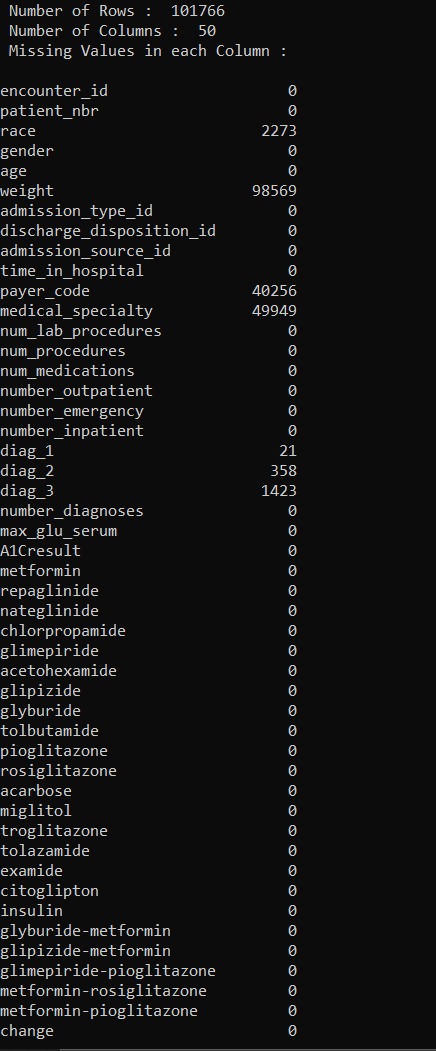 Number of Rows :  101766
Number of Columns :  50
Missing Values in each Column :
encounter_id 0
patient_nbr 0
race 2273
gender 0
age 0
weight 98569
admission_type_id 0
discharge_disposition_id 0
admission_source_id 0
time_in_hospital 0
payer_code 40256
medical_specialty 49949
num_lab_procedures 0
num_procedures 0
num_medications 0
number_outpatient 0
number_emergency 0
number_inpatient 0
diag_1 21
diag_2 358
diag_3 1423
number_diagnoses 0
max_glu_serum 0
A1Cresult 0
metformin 0
repaglinide 0
nateglinide 0
chlorpropamide 0
glimepiride 0
acetohexamide 0
glipizide 0
glyburide 0
tolbutamide 0
pioglitazone 0
rosiglitazone 0
acarbose 0
miglitol 0
troglitazone 0
tolazamide 0
examide 0
citoglipton 0
insulin 0
glyburide-metformin 0
glipizide-metformin 0
glimepiride-pioglitazone 0
metformin-rosiglitazone 0
metformin-pioglitazone 0
change 0